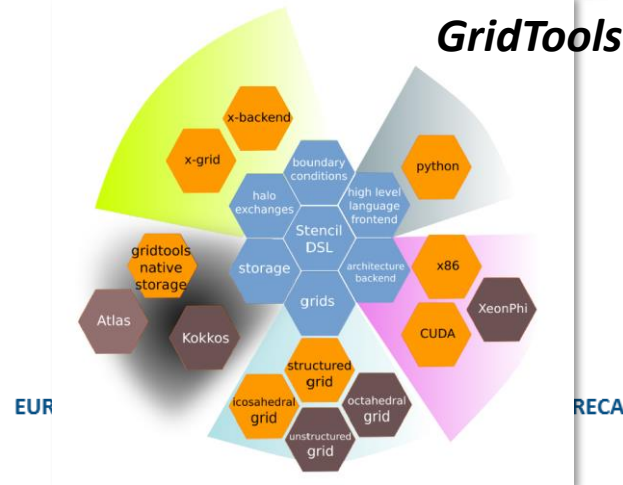 GridTools
x-backend
x-grid
boundary
conditions
python
halo
exchanges
high level
language
frontend
Stencil
DSL
gridtools
native
storage
storage
architecture
backend
x86
grids
XeonPhi
Atlas
Kokkos
CUDA
structured
grid
icosahedral
grid
octahedral
grid
unstructured
grid
EUR
RECA